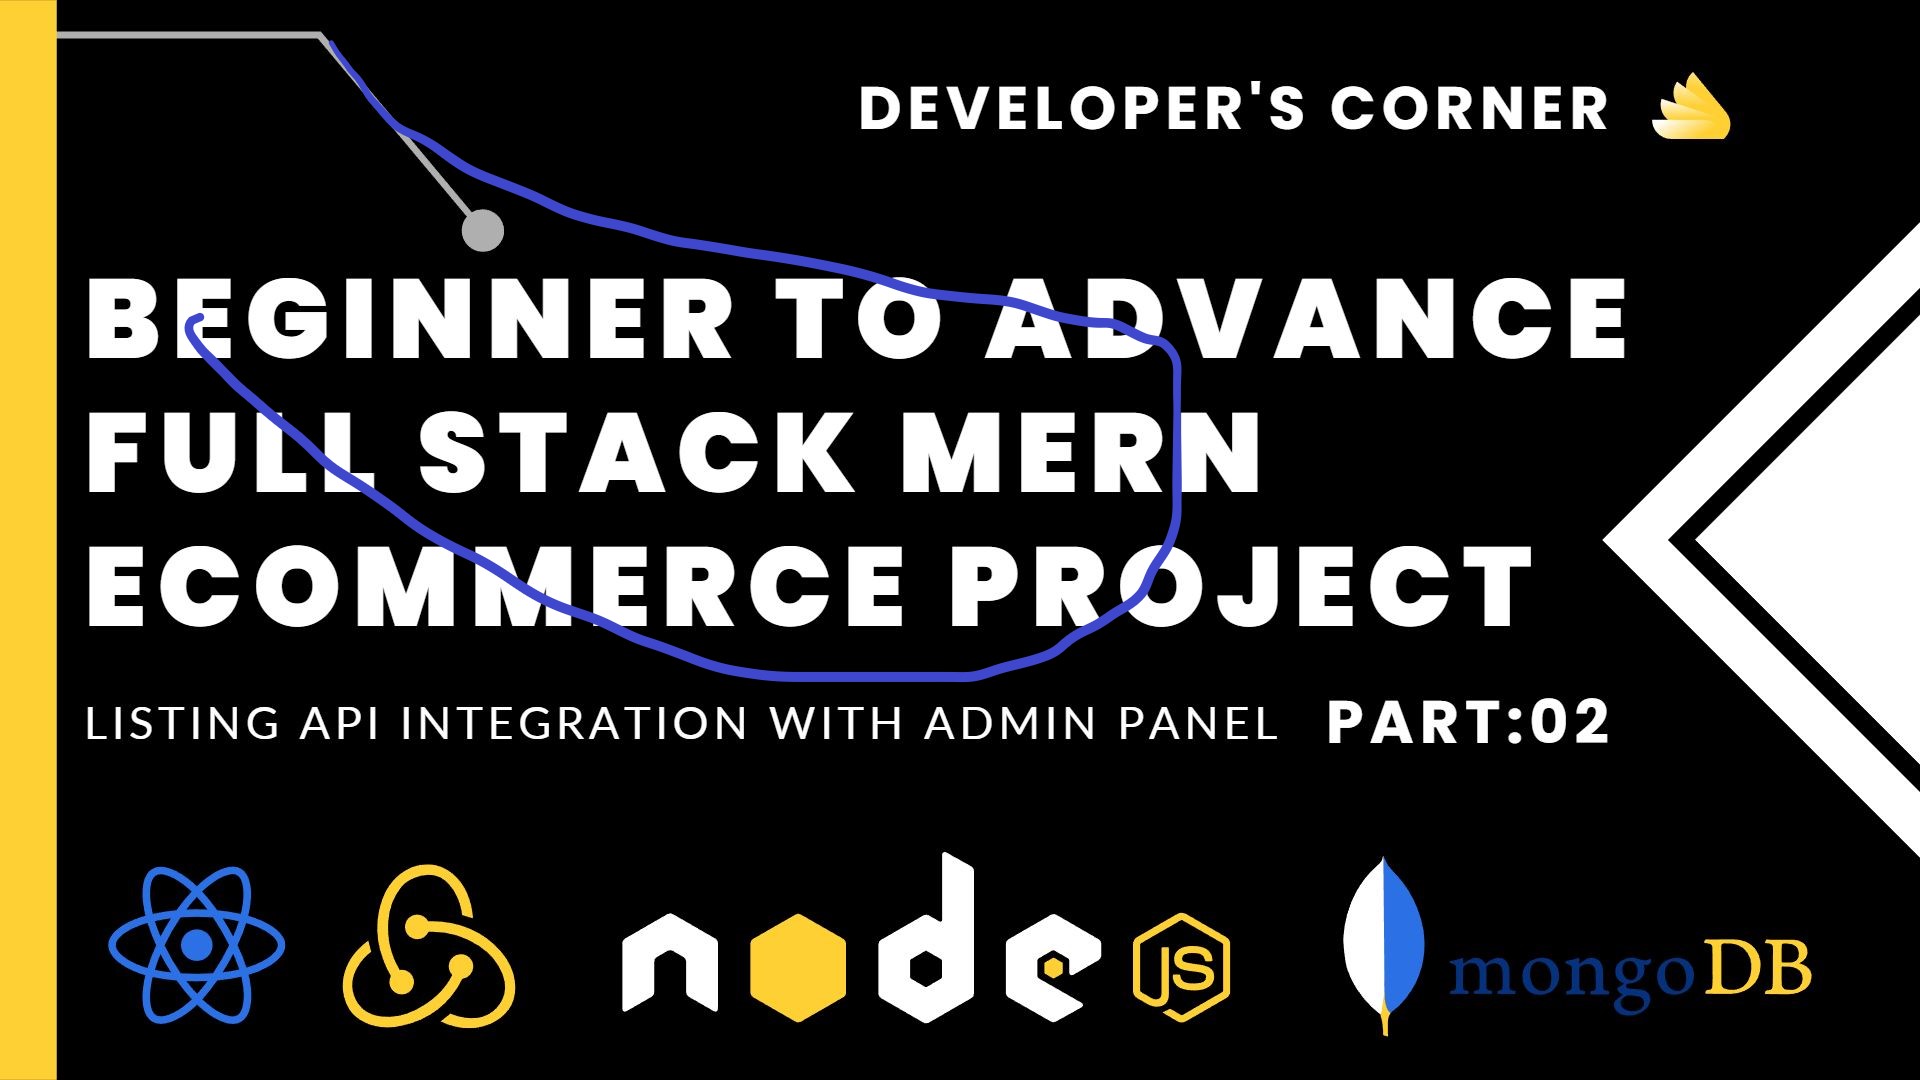 DEVELOPER'S CORNER
BEGINNER TO ADVANCE
FULL STACK MERN
ECOMMERCE PROJECT
LISTING API INTEGRATION WITH ADMIN PANEL PART:02
node JS mongoDB